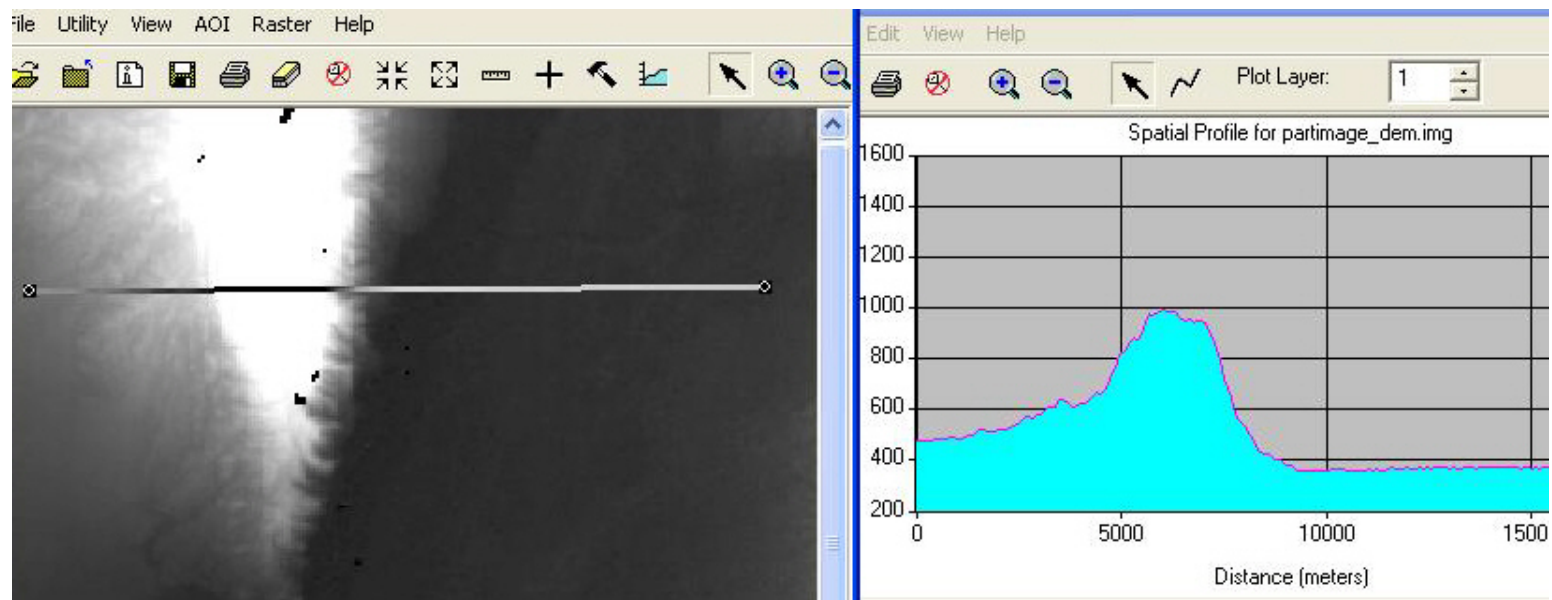 File Utility View AOI Raster Help
Edit View Help
Plot Layer: 1
Spatial Profile for partimage_dem.img
1600
1400
1200
1000
800
600
400
200
0 5000 10000 1500
Distance (meters)